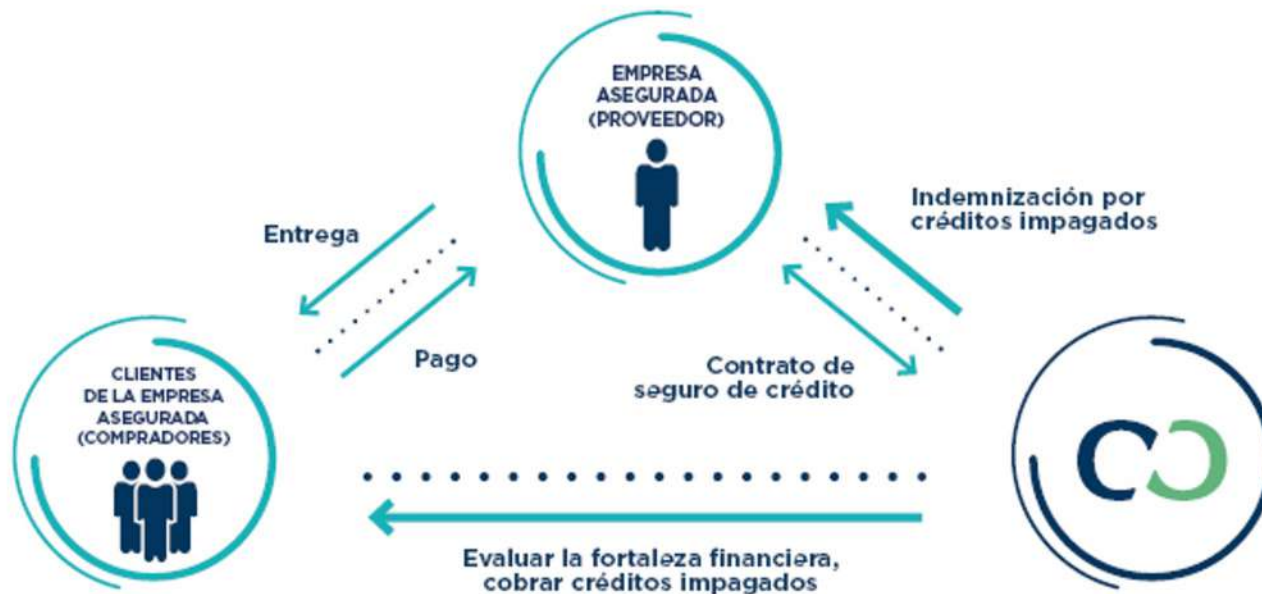 EMPRESA
ASEGURADA
(PROVEEDOR)
Indemnización por
créditos impagados
Entrega
Pago
Contrato de
seguro de crédito
CLIENTES
DE LA EMPRESA
ASEGURADA
(COMPRADORES)
Evaluar la fortaleza financiera,
cobrar créditos impagados